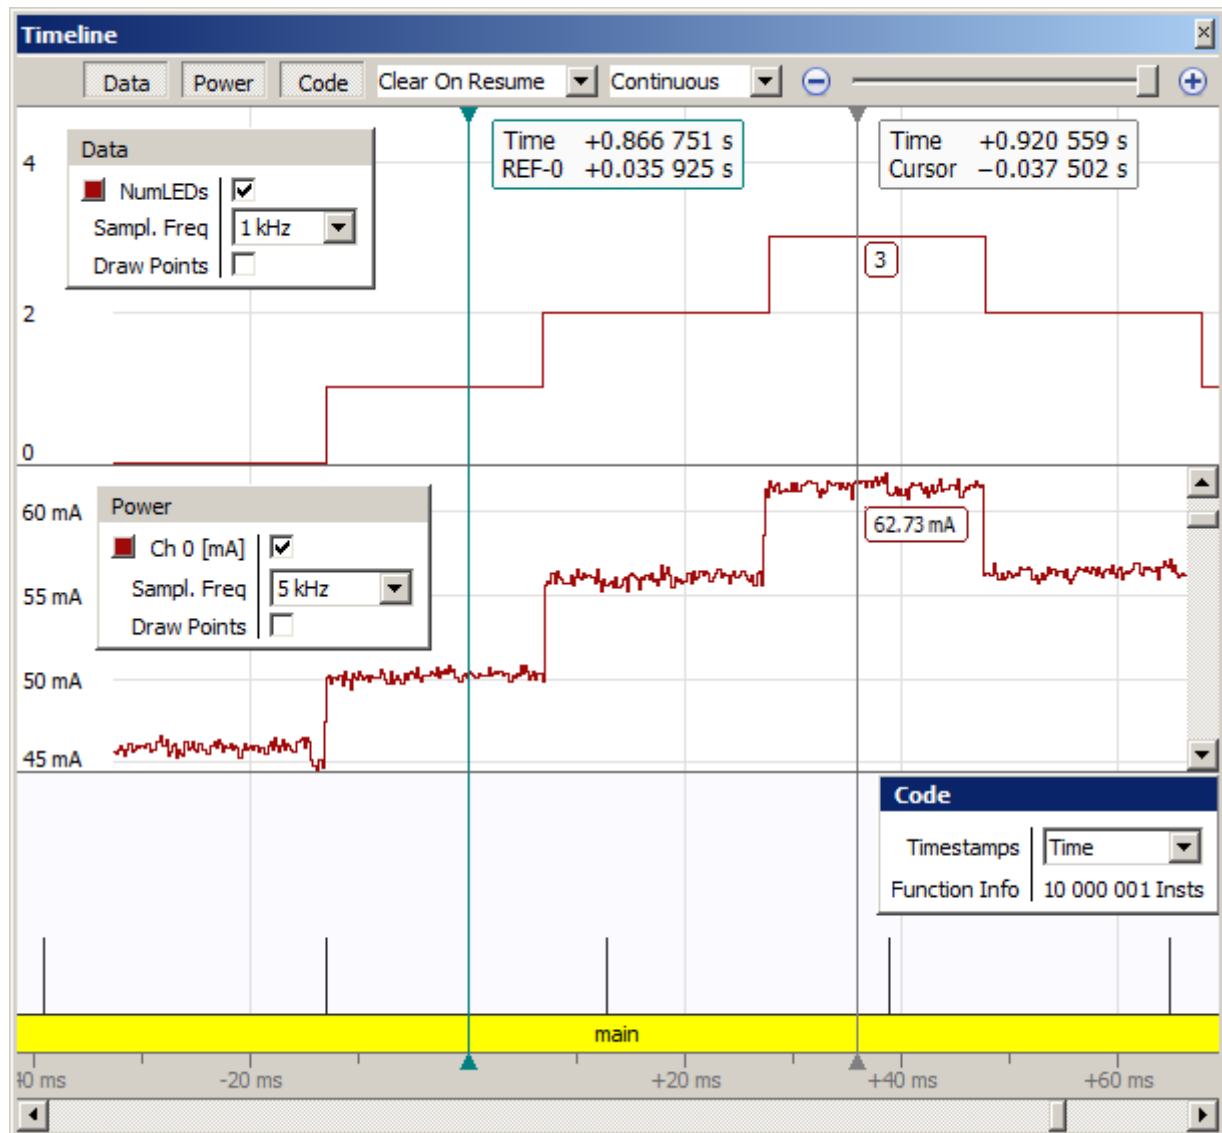 Timeline
Data Power Code Clear On Resume Continuous
Time +0.866 751 s
REF-0 +0.035 925 s
Time +0.920 559 s
Cursor −0.037 502 s
Data
NumLEDs
Sampl. Freq 1 kHz
Draw Points
4
2
0
3
Power
Ch 0 [mA]
Sampl. Freq 5 kHz
Draw Points
60 mA
55 mA
50 mA
45 mA
62.73 mA
Code
Timestamps Time
Function Info 10 000 001 Insts
main
40 ms -20 ms +20 ms +40 ms +60 ms